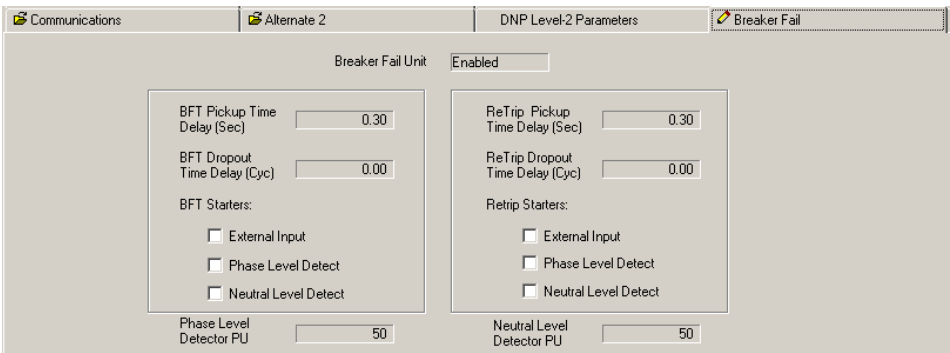 Communications
Alternate 2
DNP Level-2 Parameters
Breaker Fail
Breaker Fail Unit Enabled
BFT Pickup Time
Delay (Sec) 0.30
BFT Dropout
Time Delay (Cyc) 0.00
BFT Starters:
External Input
Phase Level Detect
Neutral Level Detect
ReTrip Pickup
Time Delay (Sec) 0.30
ReTrip Dropout
Time Delay (Cyc) 0.00
Retrip Starters:
External Input
Phase Level Detect
Neutral Level Detect
Phase Level
Detector PU 50
Neutral Level
Detector PU 50